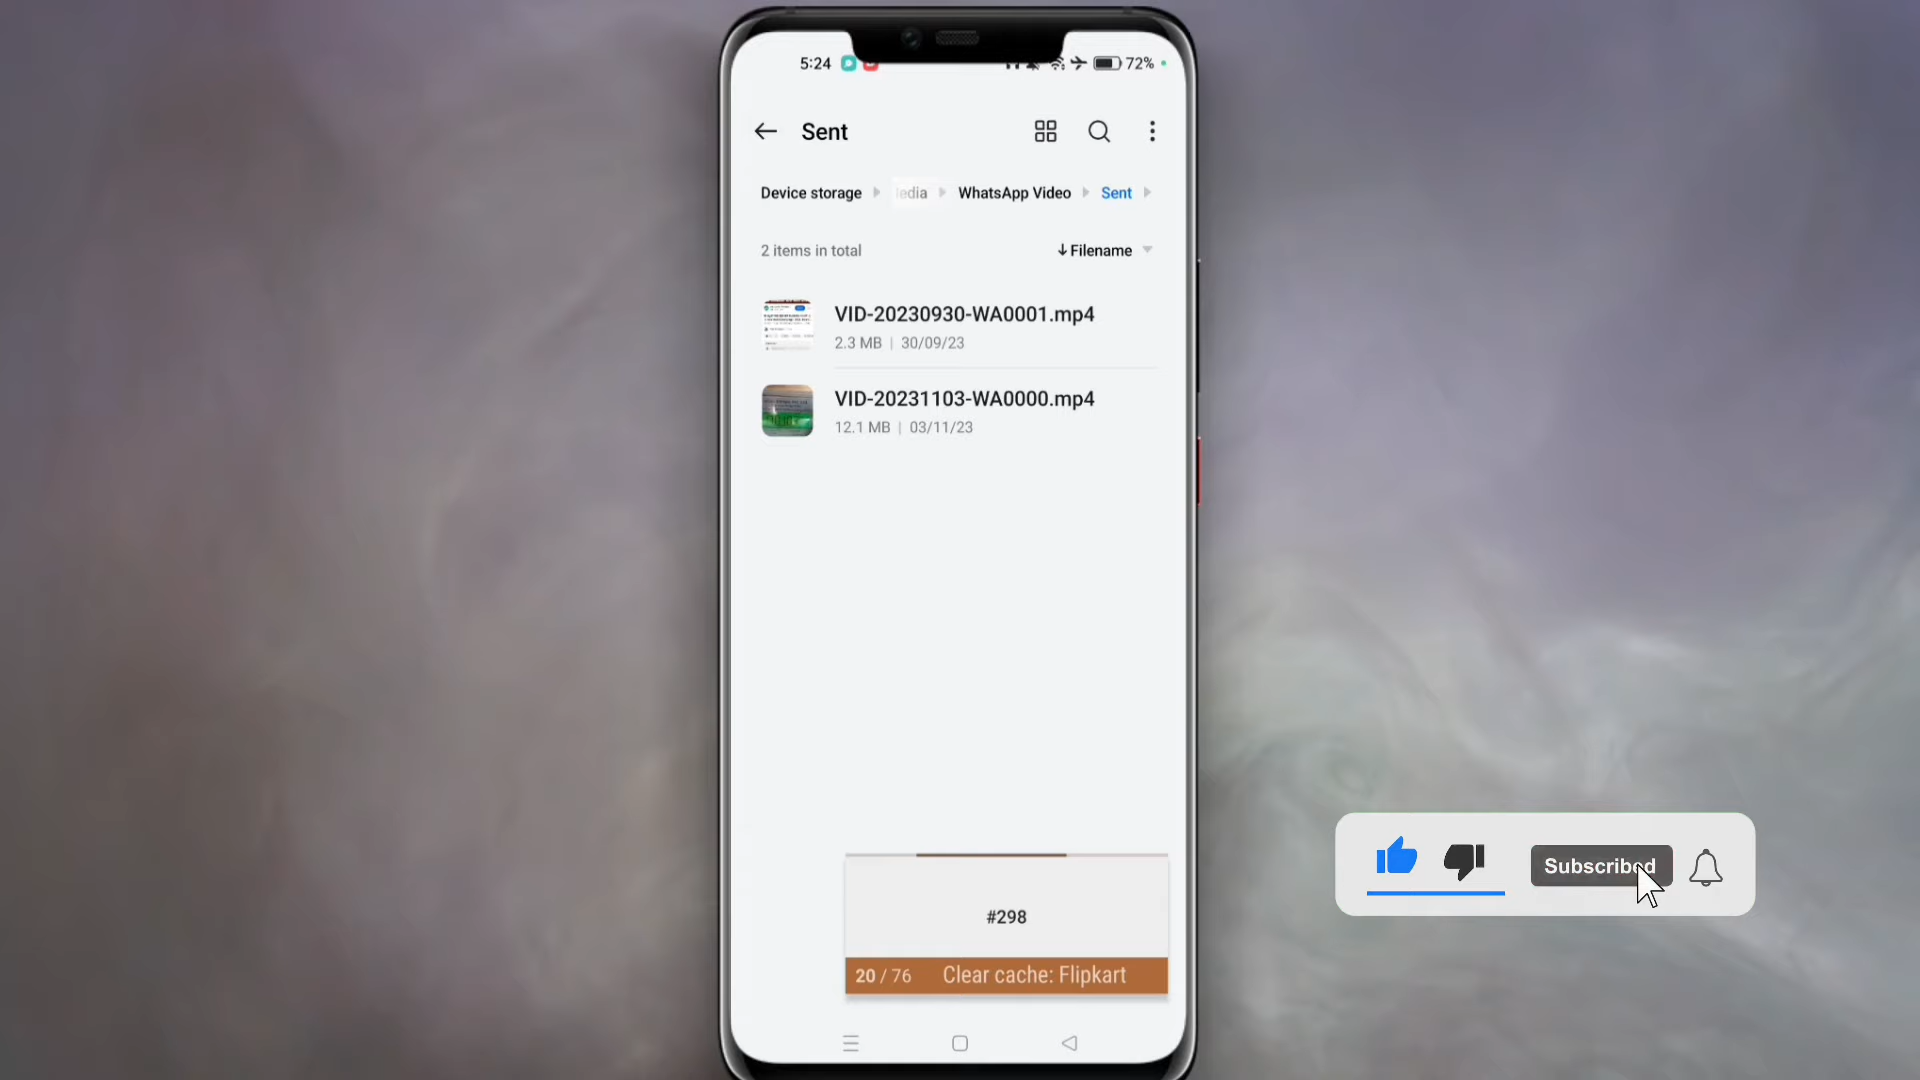 5:24
72%
Sent
Device storage
WhatsApp Video
Sent
2 items in total
Filename
VID-20230930-WA0001.mp4
2.3 MB | 30/09/23
VID-20231103-WA0000.mp4
12.1 MB | 03/11/23
#298
20 / 76 Clear cache: Flipkart
Subscribed